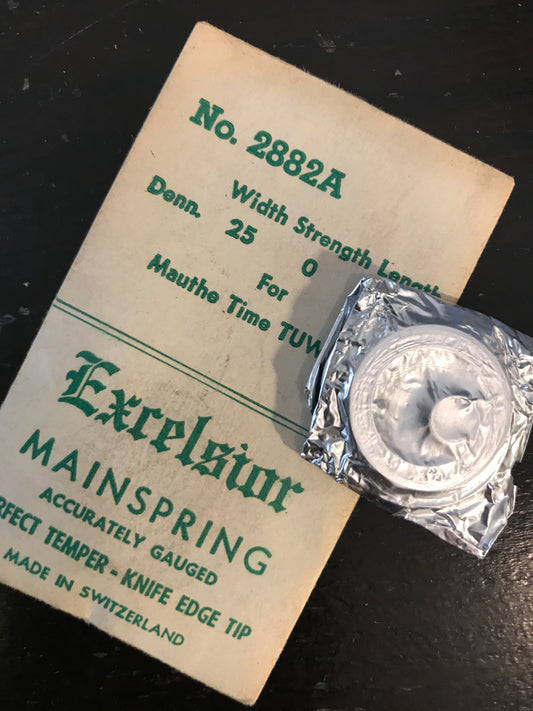 No. 2882A
Width Strength Length
Denn. 25 0
For
Mauthe Time TUW
Excelsior
MAINSPRING
ACCURATELY GAUGED
RFECT TEMPER - KNIFE EDGE TIP
MADE IN SWITZERLAND